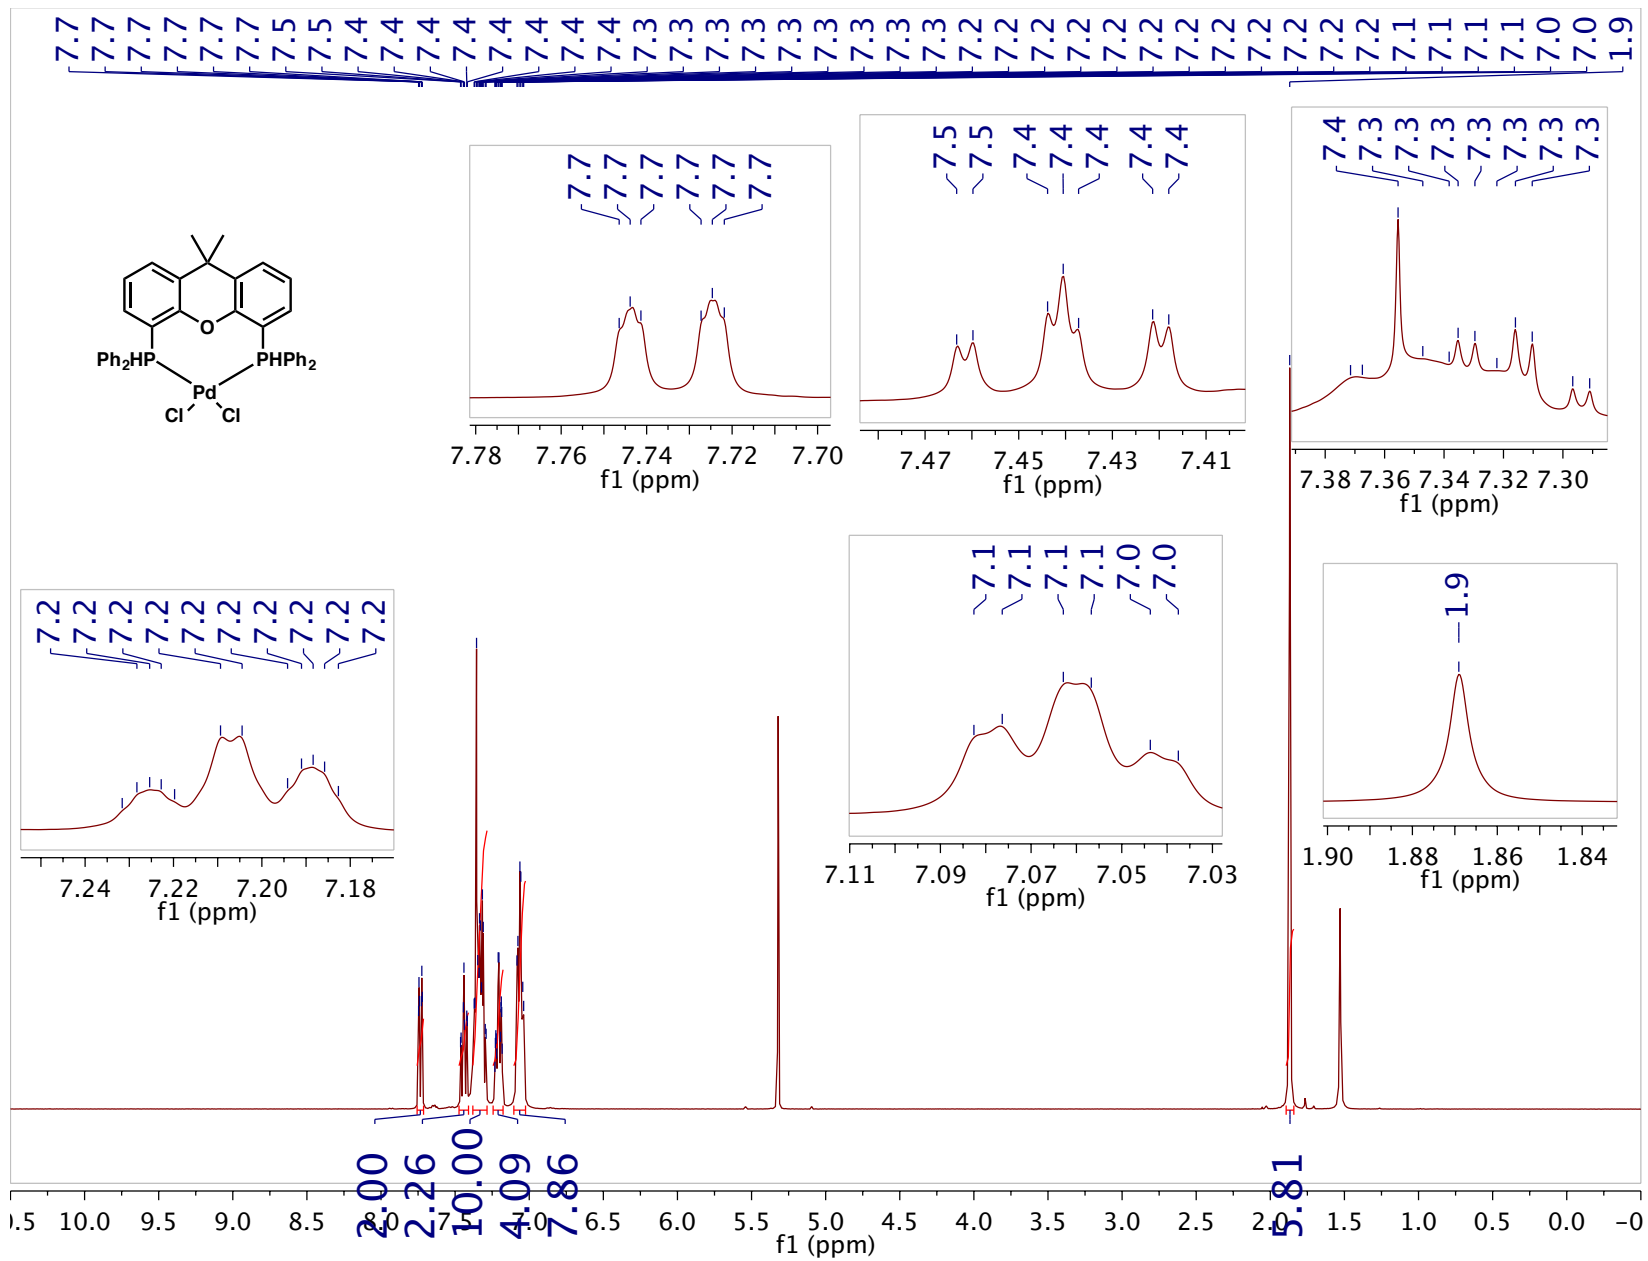 7.7 7.7 7.7 7.7 7.7 7.7 7.5 7.5 7.4 7.4 7.4 7.4 7.4 7.4 7.4 7.4 7.3 7.3 7.3 7.3 7.3 7.3 7.3 7.3 7.3 7.2 7.2 7.2 7.2 7.2 7.2 7.2 7.2 7.2 7.2 7.2 7.2 7.1 7.1 7.1 7.1 7.0 7.0 1.9
7.7 7.7 7.7 7.7 7.7 7.7
7.78 7.76 7.74 7.72 7.70
f1 (ppm)
7.5 7.5 7.4 7.4 7.4 7.4 7.4
7.47 7.45 7.43 7.41
f1 (ppm)
7.4 7.3 7.3 7.3 7.3 7.3 7.3 7.3
7.38 7.36 7.34 7.32 7.30
f1 (ppm)
O
Ph2HP PHPh2
Pd
Cl Cl
7.2 7.2 7.2 7.2 7.2 7.2 7.2 7.2 7.2 7.2
7.24 7.22 7.20 7.18
f1 (ppm)
7.1 7.1 7.1 7.1 7.0 7.0
7.11 7.09 7.07 7.05 7.03
f1 (ppm)
1.9
1.90 1.88 1.86 1.84
f1 (ppm)
2.00 2.26 10.00 4.09 7.86 5.81
.5 10.0 9.5 9.0 8.5 8.0 7.5 7.0 6.5 6.0 5.5 5.0 4.5 4.0 3.5 3.0 2.5 2.0 1.5 1.0 0.5 0.0 −0
f1 (ppm)